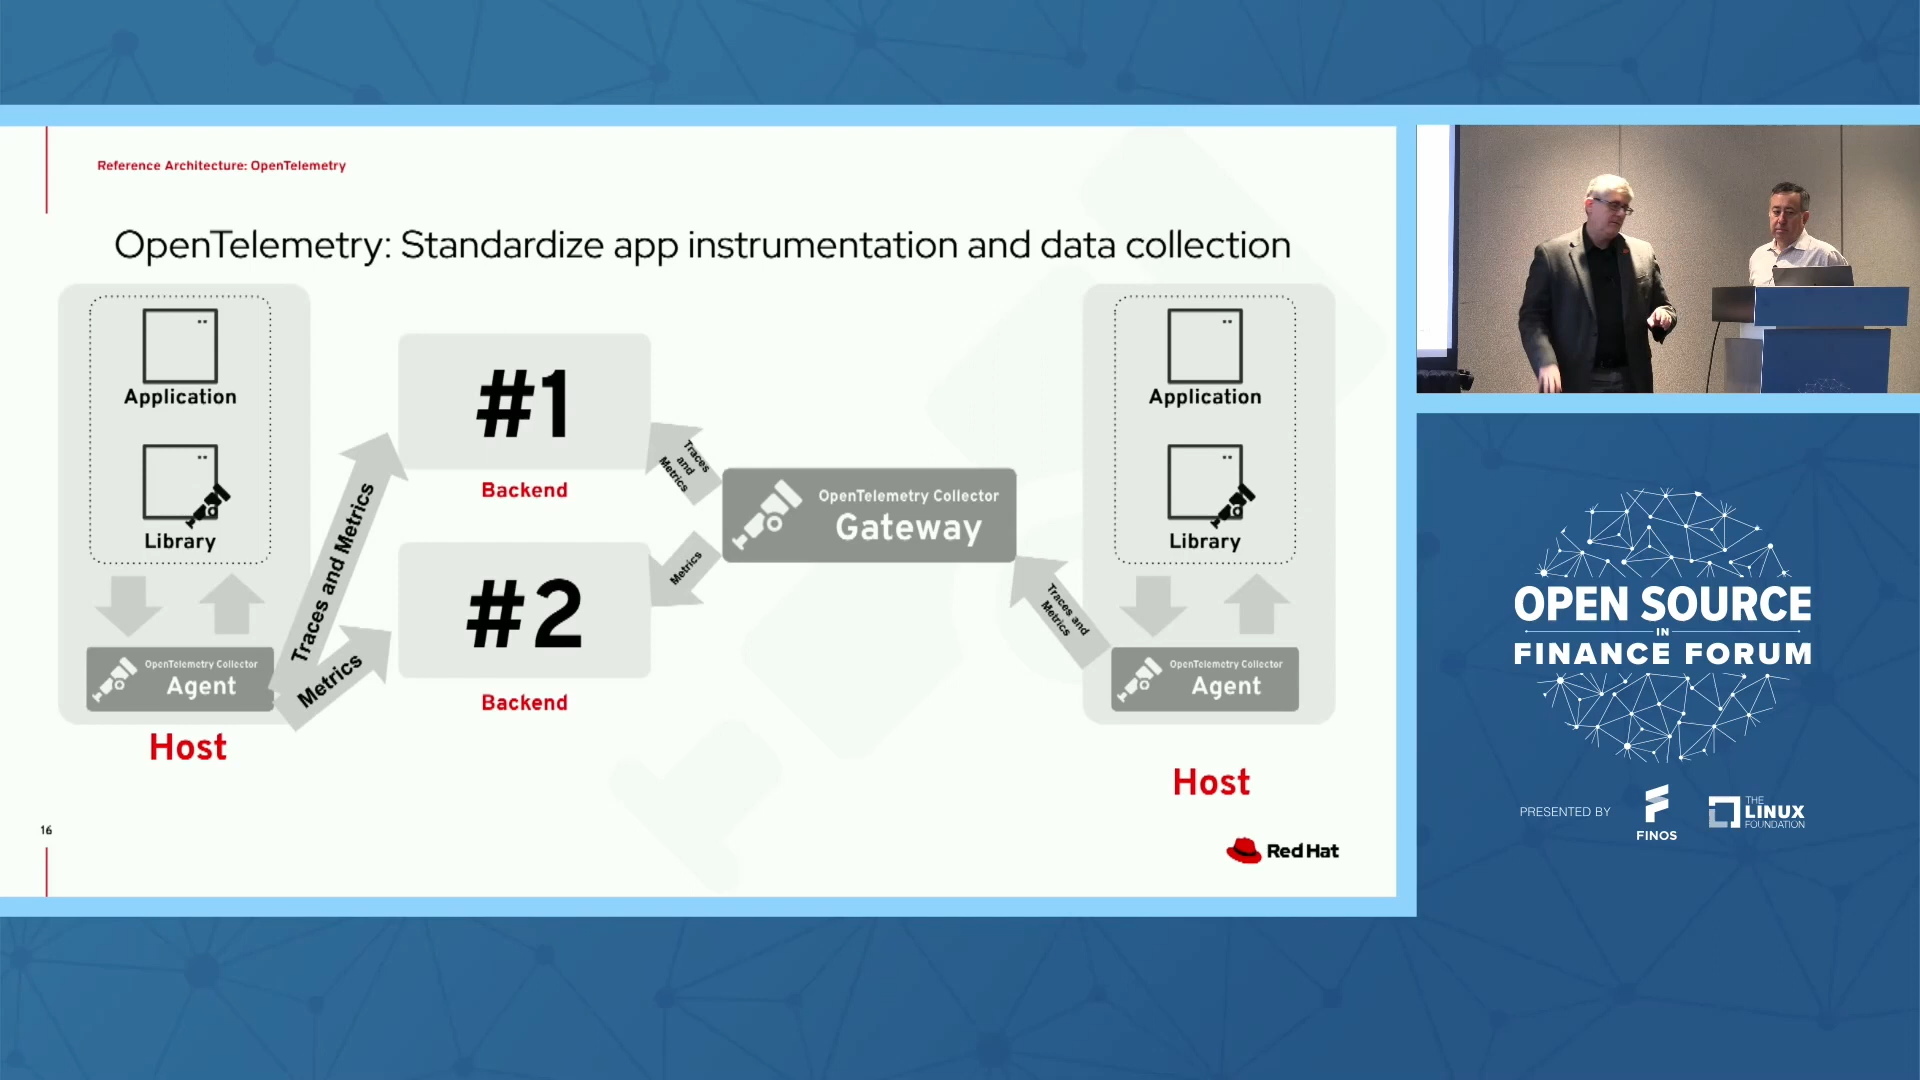 Reference Architecture: OpenTelemetry
OpenTelemetry: Standardize app instrumentation and data collection
Application
Library
OpenTelemetry Collector
Agent
Host
Traces and Metrics
Metrics
#1
Backend
#2
Backend
Traces
and
Metrics
Metrics
OpenTelemetry Collector
Gateway
Traces and
Metrics
Application
Library
OpenTelemetry Collector
Agent
Host
16
Red Hat
OPEN SOURCE
IN
FINANCE FORUM
PRESENTED BY
FINOS
THE
LINUX
FOUNDATION